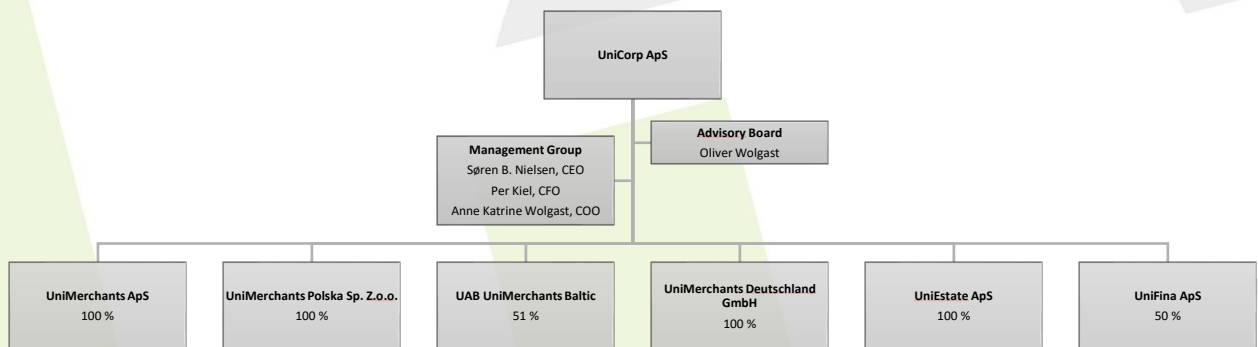 UniCorp ApS
Advisory Board
Oliver Wolgast
Management Group
Søren B. Nielsen, CEO
Per Kiel, CFO
Anne Katrine Wolgast, COO
UniMerchants ApS
100 %
UniMerchants Polska Sp. Z.o.o.
100 %
UAB UniMerchants Baltic
51 %
UniMerchants Deutschland
GmbH
100 %
UniEstate ApS
100 %
UniFina ApS
50 %